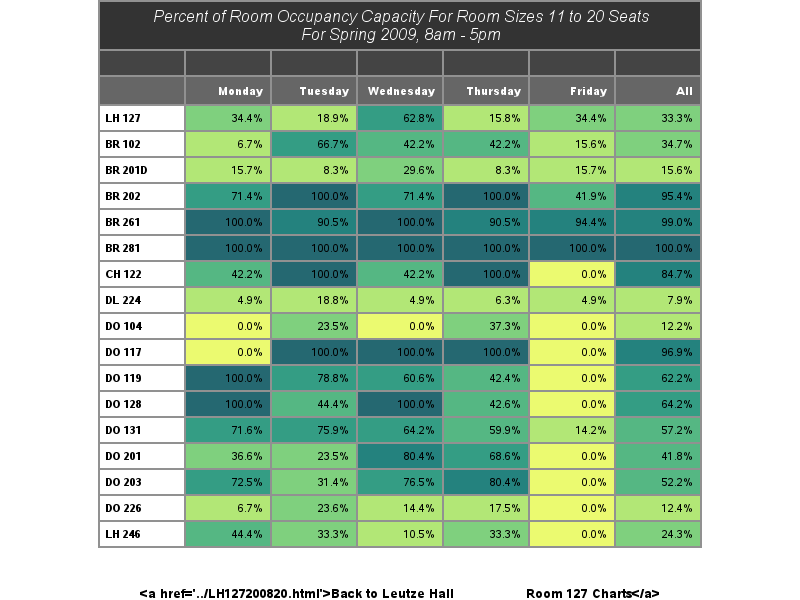 Percent of Room Occupancy Capacity For Room Sizes 11 to 20 Seats
For Spring 2009, 8am - 5pm
Monday Tuesday Wednesday Thursday Friday All
LH 127 34.4% 18.9% 62.8% 15.8% 34.4% 33.3%
BR 102 6.7% 66.7% 42.2% 42.2% 15.6% 34.7%
BR 201D 15.7% 8.3% 29.6% 8.3% 15.7% 15.6%
BR 202 71.4% 100.0% 71.4% 100.0% 41.9% 95.4%
BR 261 100.0% 90.5% 100.0% 90.5% 94.4% 99.0%
BR 281 100.0% 100.0% 100.0% 100.0% 100.0% 100.0%
CH 122 42.2% 100.0% 42.2% 100.0% 0.0% 84.7%
DL 224 4.9% 18.8% 4.9% 6.3% 4.9% 7.9%
DO 104 0.0% 23.5% 0.0% 37.3% 0.0% 12.2%
DO 117 0.0% 100.0% 100.0% 100.0% 0.0% 96.9%
DO 119 100.0% 78.8% 60.6% 42.4% 0.0% 62.2%
DO 128 100.0% 44.4% 100.0% 42.6% 0.0% 64.2%
DO 131 71.6% 75.9% 64.2% 59.9% 14.2% 57.2%
DO 201 36.6% 23.5% 80.4% 68.6% 0.0% 41.8%
DO 203 72.5% 31.4% 76.5% 80.4% 0.0% 52.2%
DO 226 6.7% 23.6% 14.4% 17.5% 0.0% 12.4%
LH 246 44.4% 33.3% 10.5% 33.3% 0.0% 24.3%
<a href='../LH127200820.html'>Back to Leutze Hall Room 127 Charts</a>